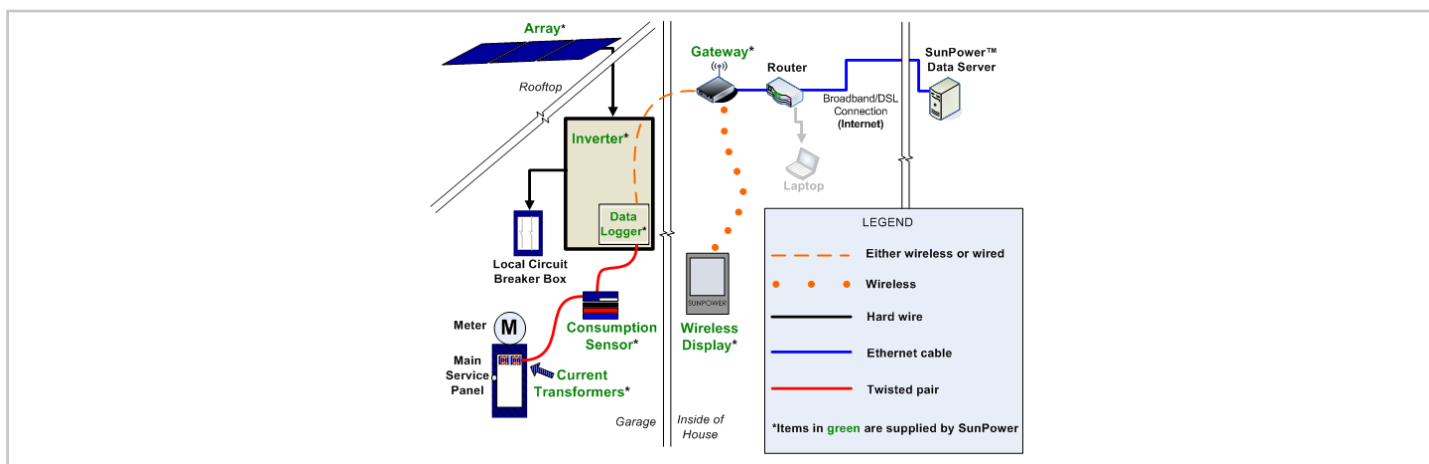 Array*
Rooftop
Gateway*
Router
SunPower™
Data Server
Broadband/DSL
Connection
(Internet)
Laptop
Inverter*
Data
Logger*
Local Circuit
Breaker Box
Meter
M
Consumption
Sensor*
SUNPOWER
Wireless
Display*
Main
Service
Panel
Current
Transformers*
Garage
Inside of
House
LEGEND
Either wireless or wired
Wireless
Hard wire
Ethernet cable
Twisted pair
*Items in green are supplied by SunPower